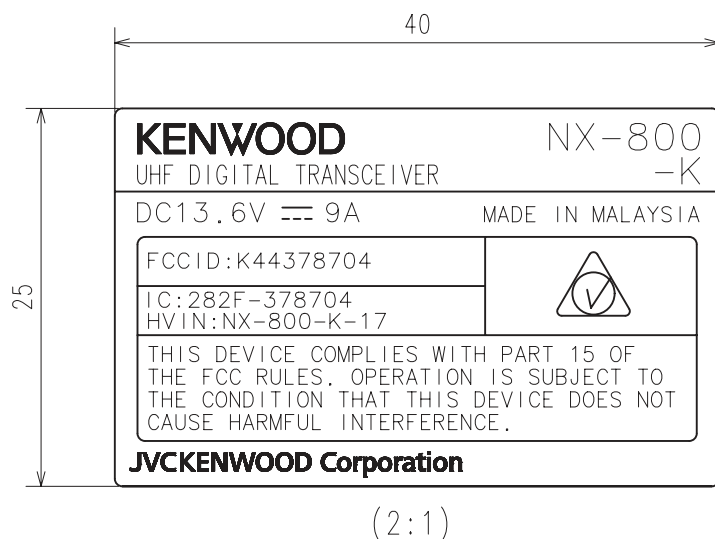 40
25
KENWOOD
NX-800
-K
UHF DIGITAL TRANSCEIVER
DC13.6V ⎓ 9A
MADE IN MALAYSIA
FCCID:K44378704
IC:282F-378704
HVIN:NX-800-K-17
THIS DEVICE COMPLIES WITH PART 15 OF
THE FCC RULES. OPERATION IS SUBJECT TO
THE CONDITION THAT THIS DEVICE DOES NOT
CAUSE HARMFUL INTERFERENCE.
JVCKENWOOD Corporation
(2:1)